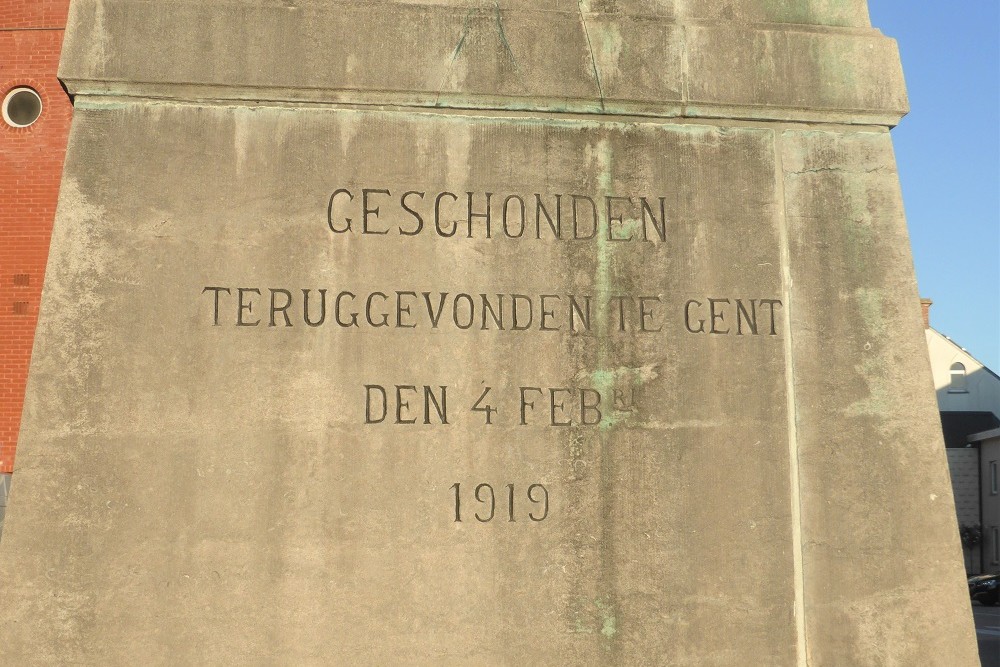 GESCHONDEN
TERUGGEVONDEN TE GENT
DEN 4 FEBRI
1919